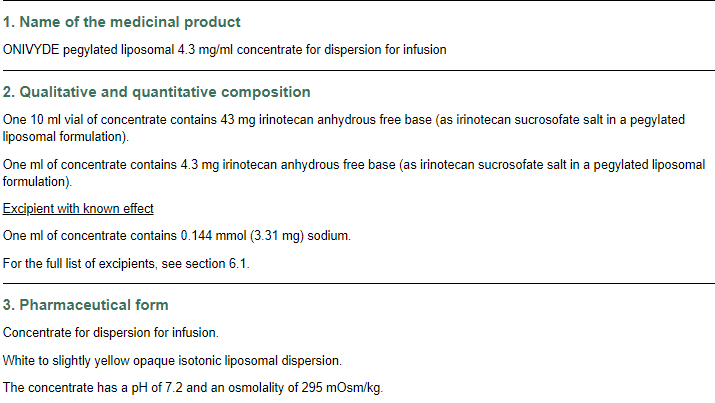 1. Name of the medicinal product
ONIVYDE pegylated liposomal 4.3 mg/ml concentrate for dispersion for infusion
2. Qualitative and quantitative composition
One 10 ml vial of concentrate contains 43 mg irinotecan anhydrous free base (as irinotecan sucrosofate salt in a pegylated
liposomal formulation).
One ml of concentrate contains 4.3 mg irinotecan anhydrous free base (as irinotecan sucrosofate salt in a pegylated liposomal
formulation).
Excipient with known effect
One ml of concentrate contains 0.144 mmol (3.31 mg) sodium.
For the full list of excipients, see section 6.1.
3. Pharmaceutical form
Concentrate for dispersion for infusion.
White to slightly yellow opaque isotonic liposomal dispersion.
The concentrate has a pH of 7.2 and an osmolality of 295 mOsm/kg.